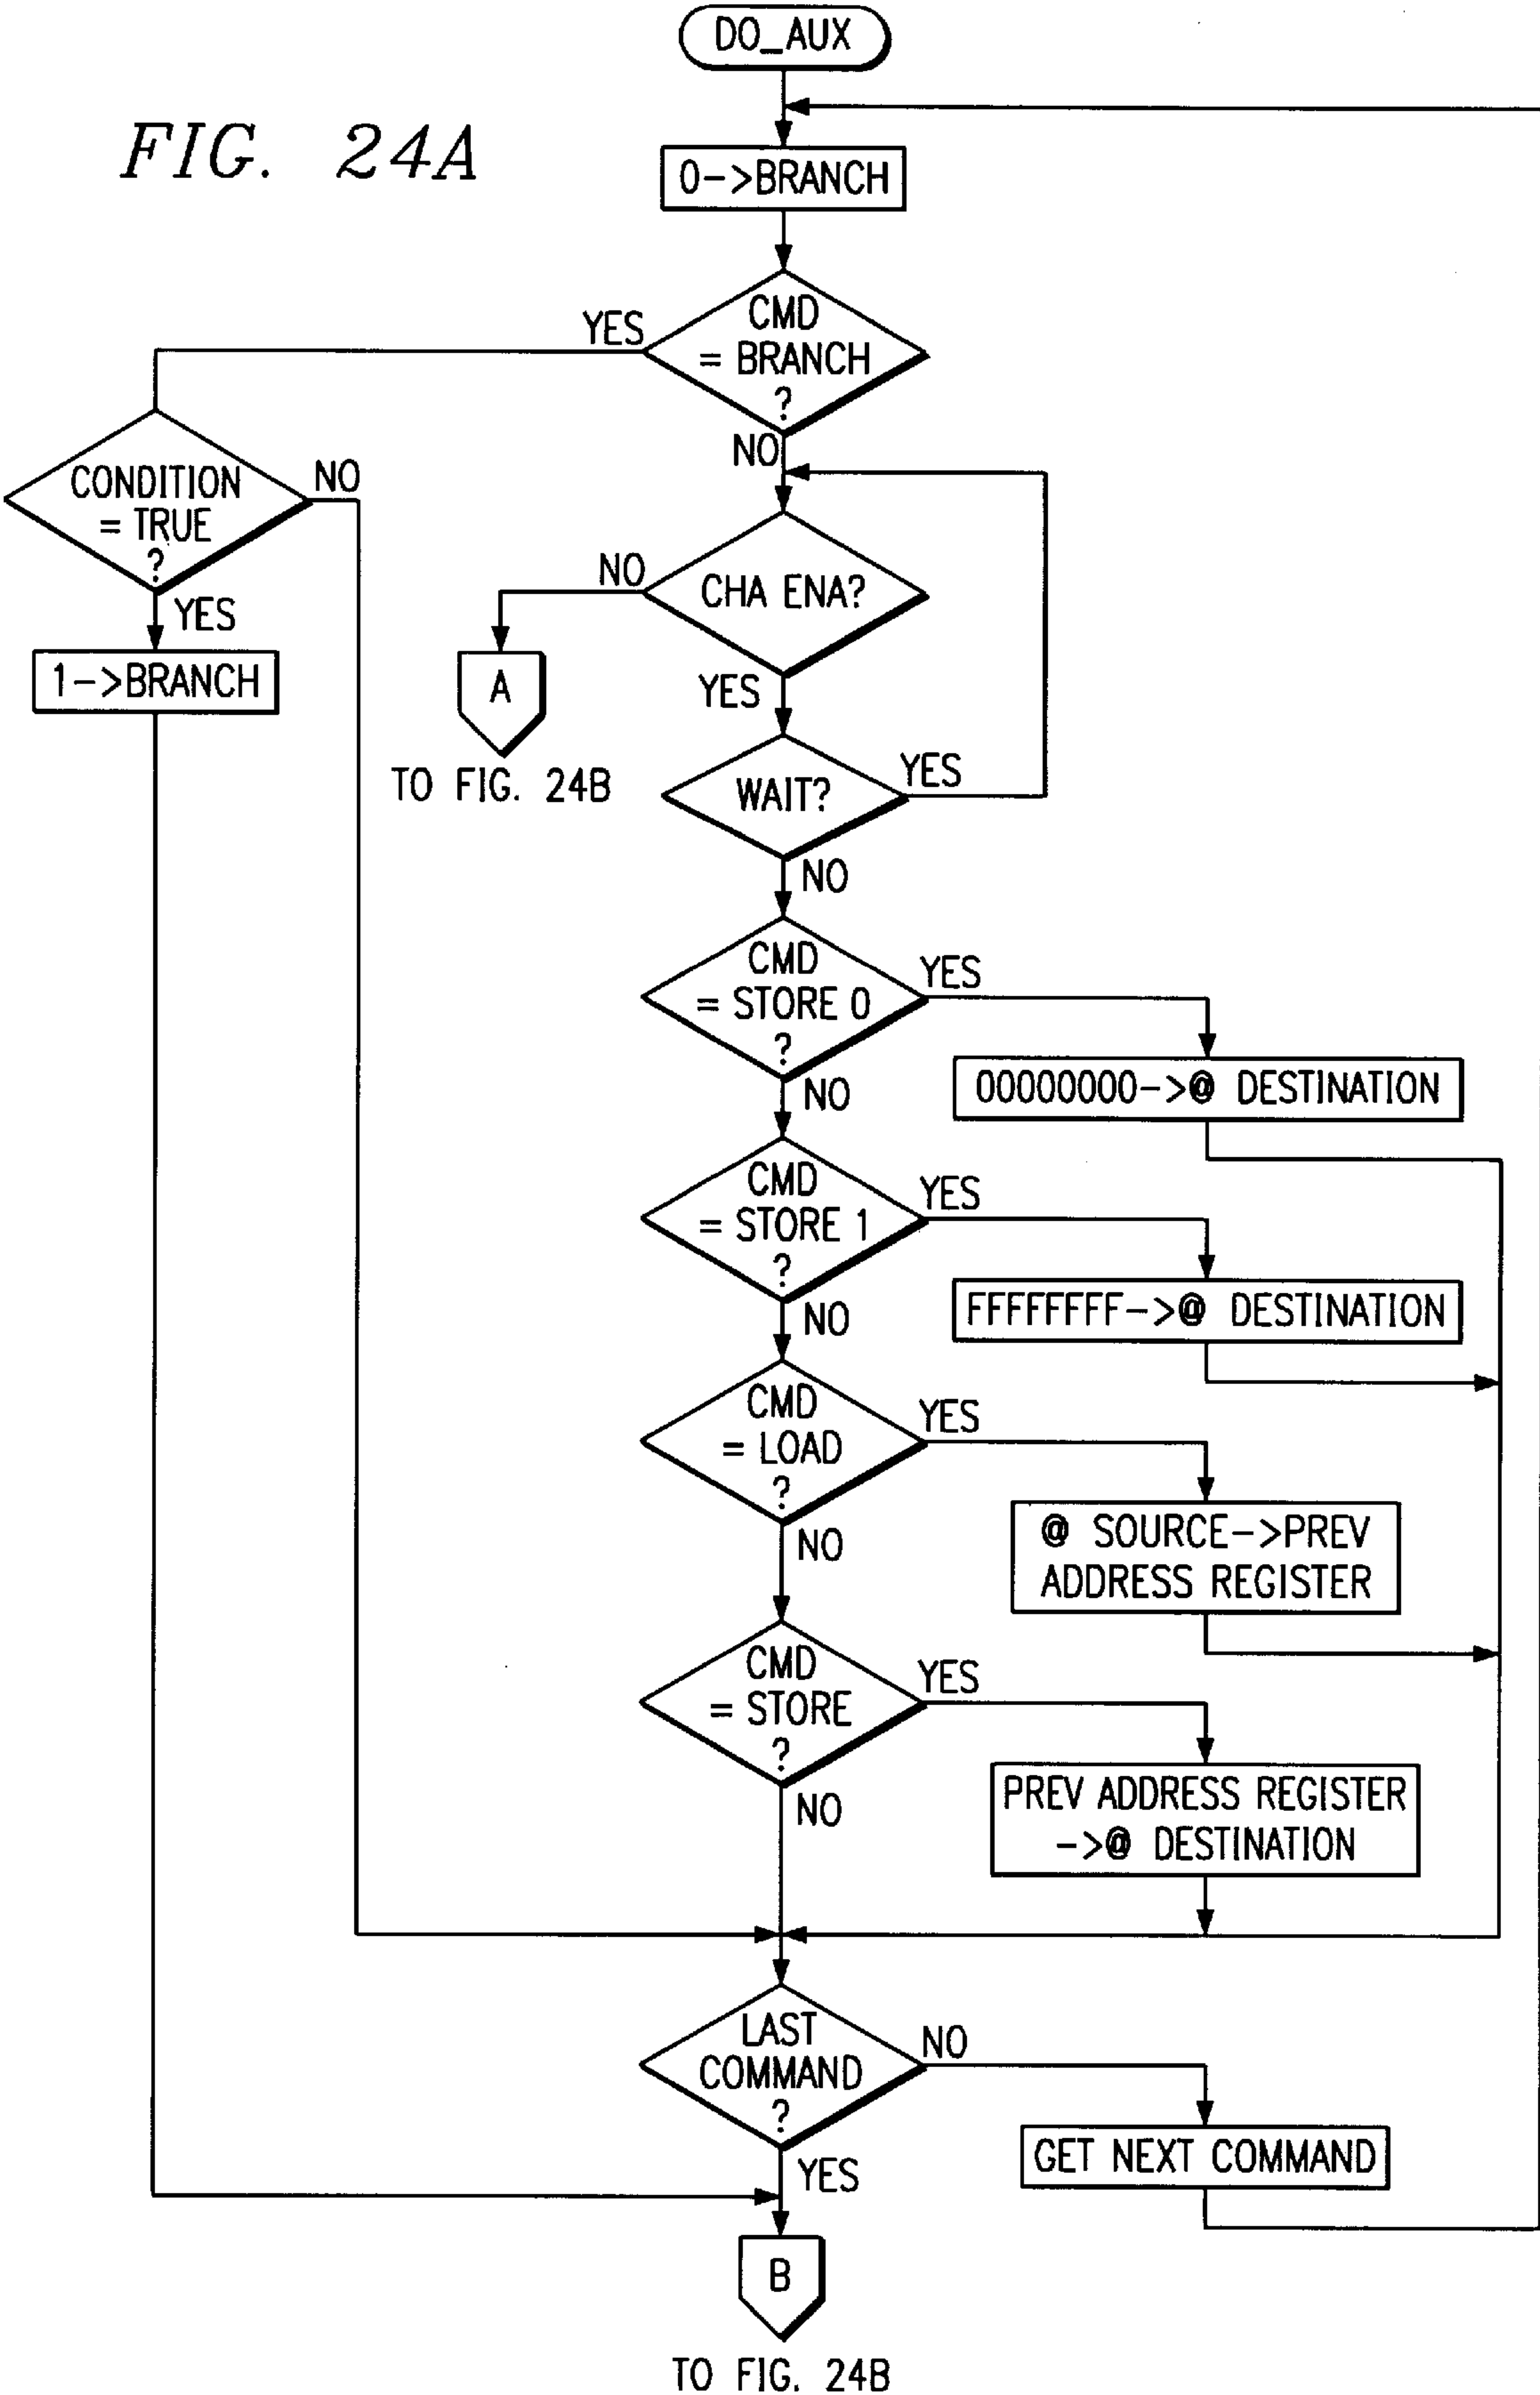 DO_AUX
FIG. 24A
0->BRANCH
CMD
= BRANCH
?
YES
NO
CONDITION
= TRUE
?
NO
YES
1->BRANCH
CHA ENA?
NO
A
TO FIG. 24B
YES
WAIT?
YES
NO
CMD
= STORE 0
?
YES
00000000->@ DESTINATION
NO
CMD
= STORE 1
?
YES
FFFFFFFF->@ DESTINATION
NO
CMD
= LOAD
?
YES
@ SOURCE->PREV
ADDRESS REGISTER
NO
CMD
= STORE
?
YES
PREV ADDRESS REGISTER
->@ DESTINATION
NO
LAST
COMMAND
?
NO
GET NEXT COMMAND
YES
B
TO FIG. 24B